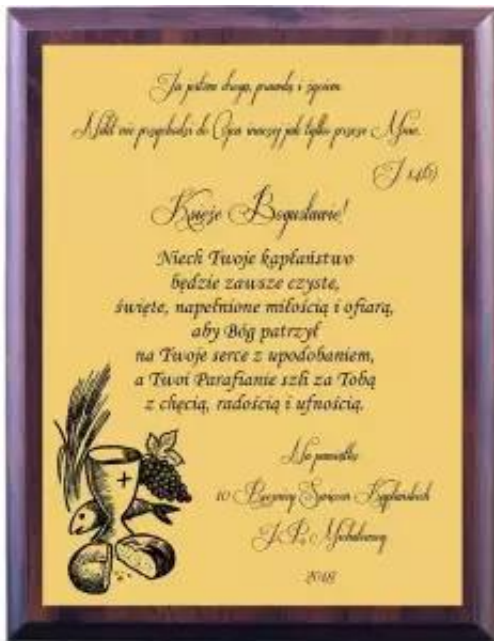 Ja jestem drogą, prawdą i życiem.
Nikt nie przychodzi do Ojca inaczej jak tylko przeze Mnie.
(J 14,6)
Księże Bogusławie!
Niech Twoje kapłaństwo
będzie zawsze czyste,
święte, napełnione miłością i ofiarą,
aby Bóg patrzył
na Twoje serce z upodobaniem,
a Twoi Parafianie szli za Tobą
z chęcią, radością i ufnością.
Na pamiątkę
10 Rocznicy Święceń Kapłańskich
2018